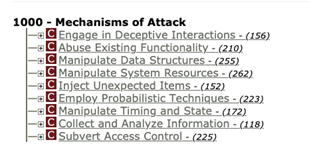 1000 - Mechanisms of Attack
C Engage in Deceptive Interactions - (156)
C Abuse Existing Functionality - (210)
C Manipulate Data Structures - (255)
C Manipulate System Resources - (262)
C Inject Unexpected Items - (152)
C Employ Probabilistic Techniques - (223)
C Manipulate Timing and State - (172)
C Collect and Analyze Information - (118)
C Subvert Access Control - (225)